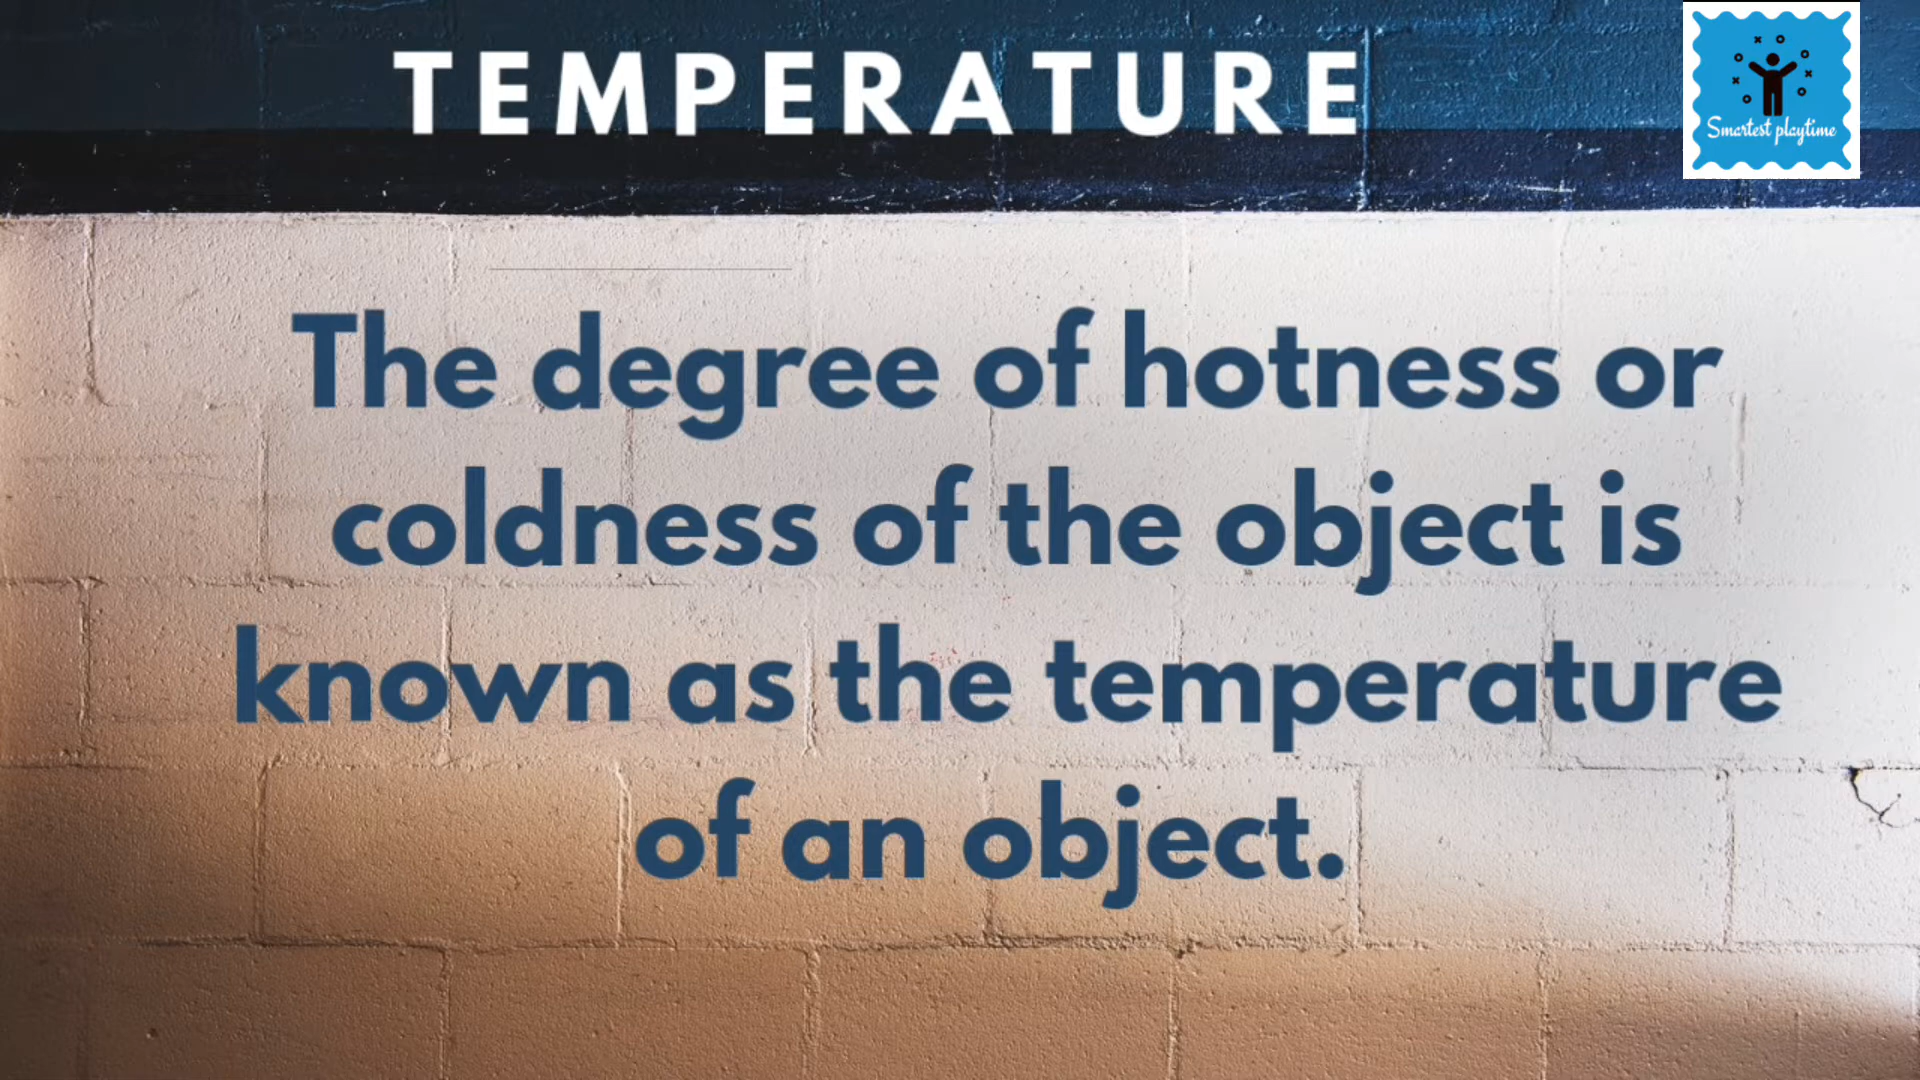 TEMPERATURE
Smartest playtime
The degree of hotness or
coldness of the object is
known as the temperature
of an object.